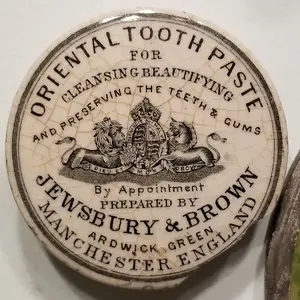 ORIENTAL TOOTH PASTE
FOR
CLEANSING BEAUTIFYING
AND PRESERVING THE TEETH & GUMS
By Appointment
PREPARED BY
JEWSBURY & BROWN
ARDWICK GREEN
MANCHESTER ENGLAND